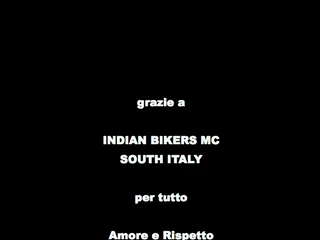 grazie a
INDIAN BIKERS MC
SOUTH ITALY
per tutto
Amore e Rispetto